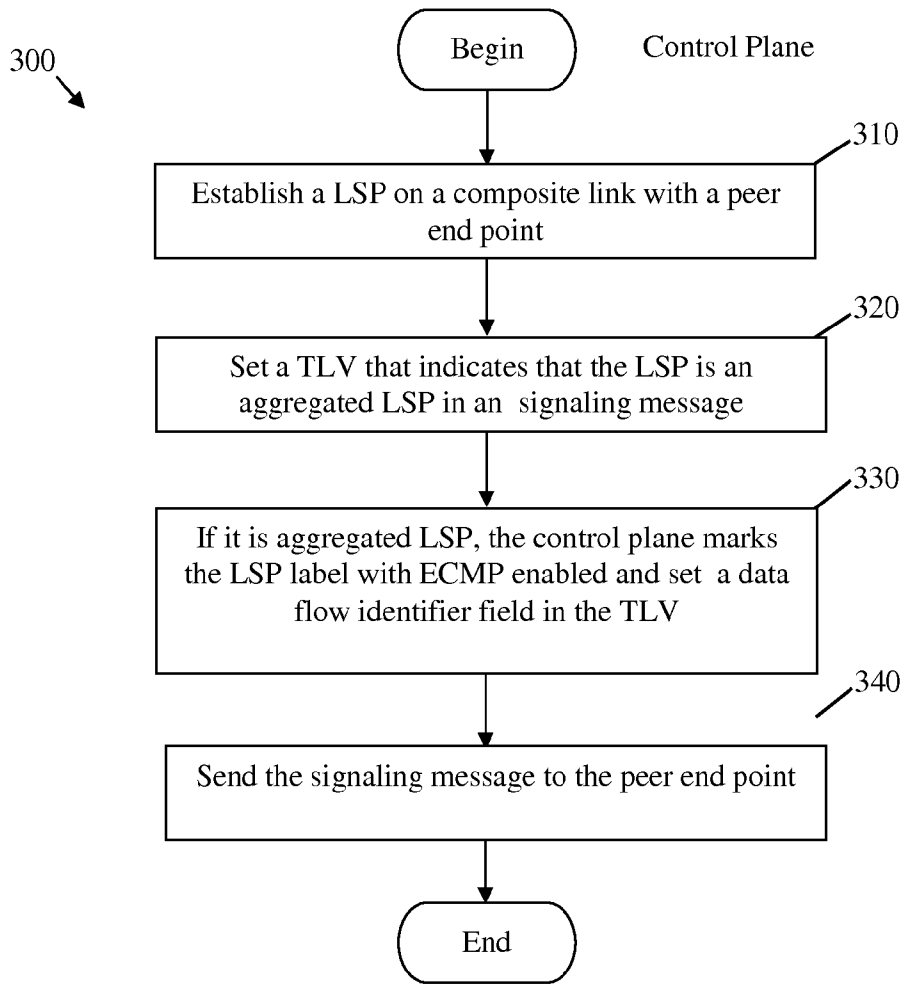 Begin
Control Plane
300
310
Establish a LSP on a composite link with a peer
end point
320
Set a TLV that indicates that the LSP is an
aggregated LSP in an signaling message
330
If it is aggregated LSP, the control plane marks
the LSP label with ECMP enabled and set a data
flow identifier field in the TLV
340
Send the signaling message to the peer end point
End